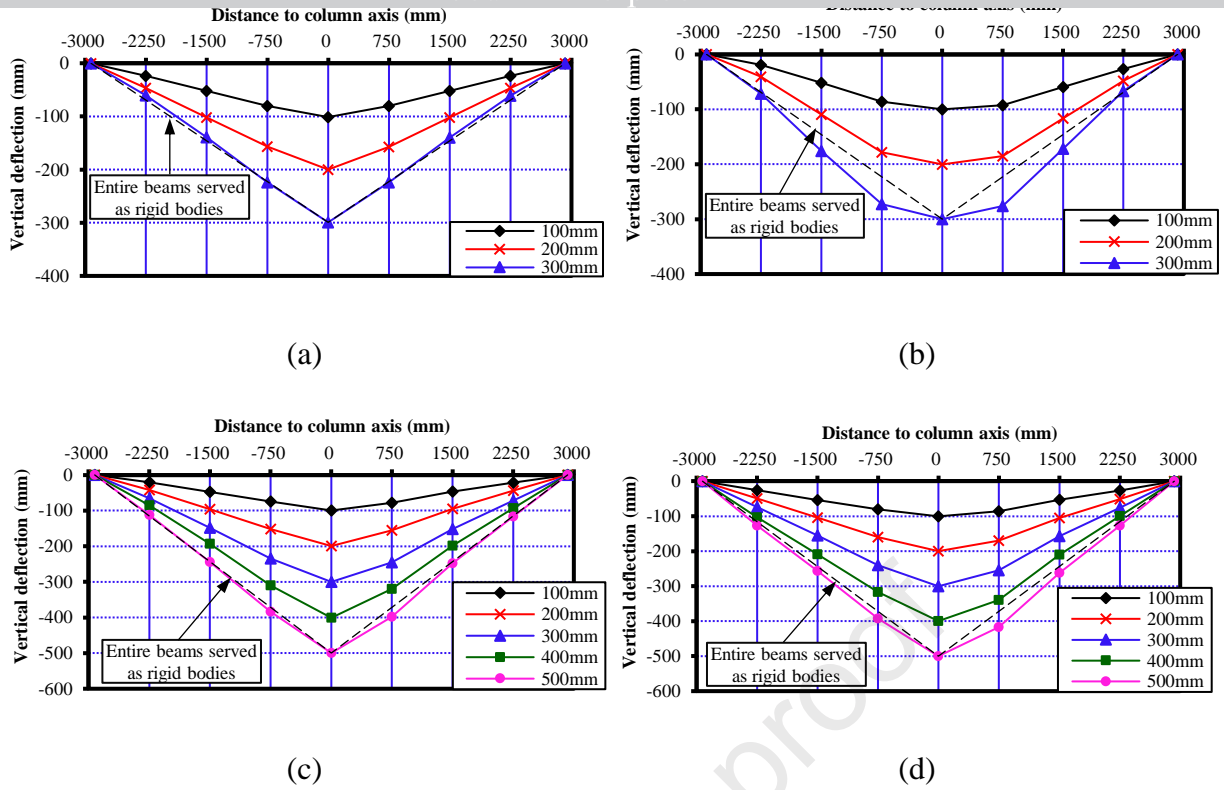 Distance to column axis (mm)
-3000 -2250 -1500 -750 0 750 1500 2250 3000
Vertical deflection (mm)
0
-100
-200
-300
-400
Entire beams served
as rigid bodies
100mm
200mm
300mm
(a)
Distance to column axis (mm)
-3000 -2250 -1500 -750 0 750 1500 2250 3000
Vertical deflection (mm)
0
-100
-200
-300
-400
Entire beams served
as rigid bodies
100mm
200mm
300mm
(b)
Distance to column axis (mm)
-3000 -2250 -1500 -750 0 750 1500 2250 3000
Vertical deflection (mm)
0
-100
-200
-300
-400
-500
-600
Entire beams served
as rigid bodies
100mm
200mm
300mm
400mm
500mm
(c)
Distance to column axis (mm)
-3000 -2250 -1500 -750 0 750 1500 2250 3000
Vertical deflection (mm)
0
-100
-200
-300
-400
-500
-600
Entire beams served
as rigid bodies
100mm
200mm
300mm
400mm
500mm
(d)
proof